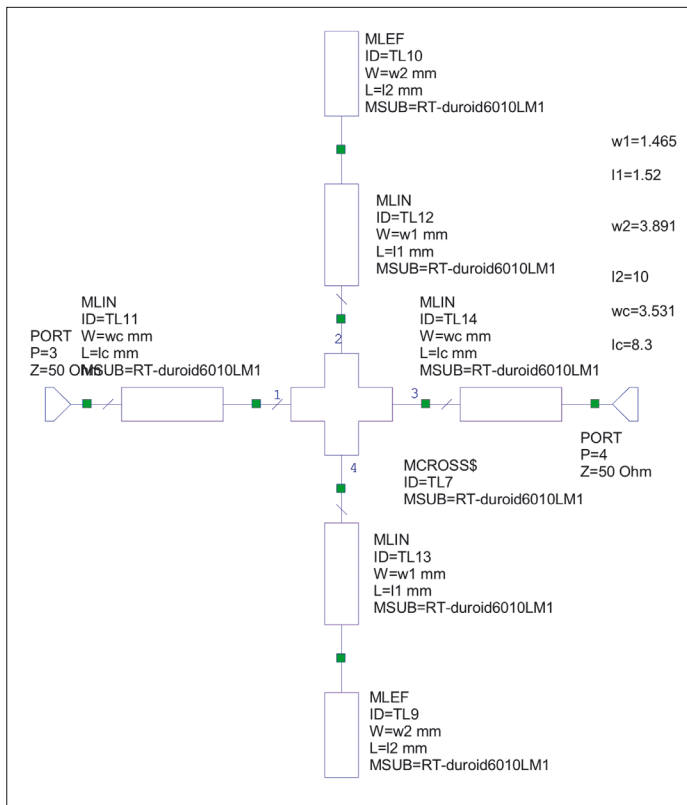 MLEF
ID=TL10
W=w2 mm
L=l2 mm
MSUB=RT-duroid6010LM1
w1=1.465
l1=1.52
w2=3.891
l2=10
wc=3.531
lc=8.3
MLIN
ID=TL12
W=w1 mm
L=l1 mm
MSUB=RT-duroid6010LM1
MLIN
ID=TL11
W=wc mm
L=lc mm
MSUB=RT-duroid6010LM1
PORT
P=3
Z=50 Ohm
MLIN
ID=TL14
W=wc mm
L=lc mm
MSUB=RT-duroid6010LM1
2
1
3
4
PORT
P=4
Z=50 Ohm
MCROSS$
ID=TL7
MSUB=RT-duroid6010LM1
MLIN
ID=TL13
W=w1 mm
L=l1 mm
MSUB=RT-duroid6010LM1
MLEF
ID=TL9
W=w2 mm
L=l2 mm
MSUB=RT-duroid6010LM1